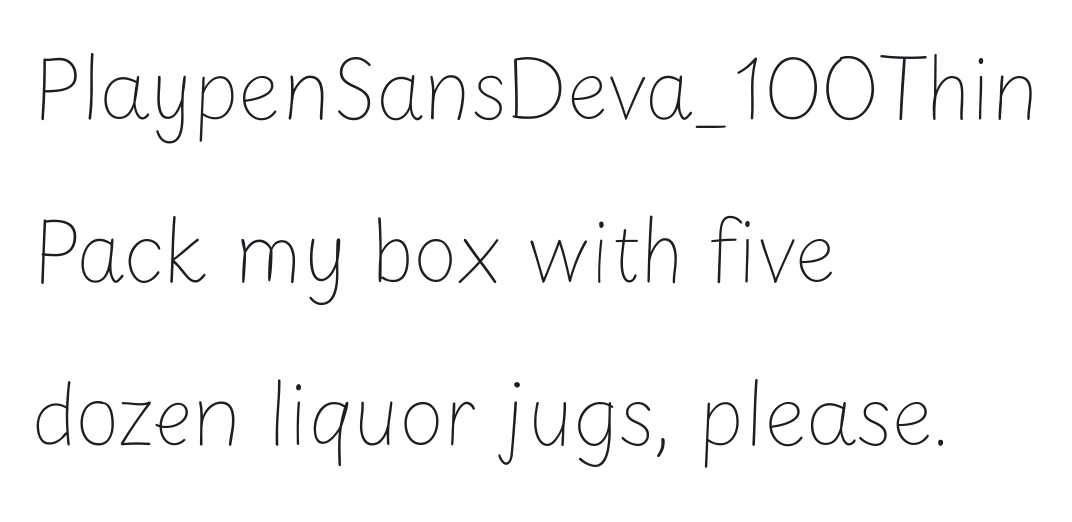 PlaypenSansDeva_100Thin
Pack my box with five
dozen liquor jugs, please.